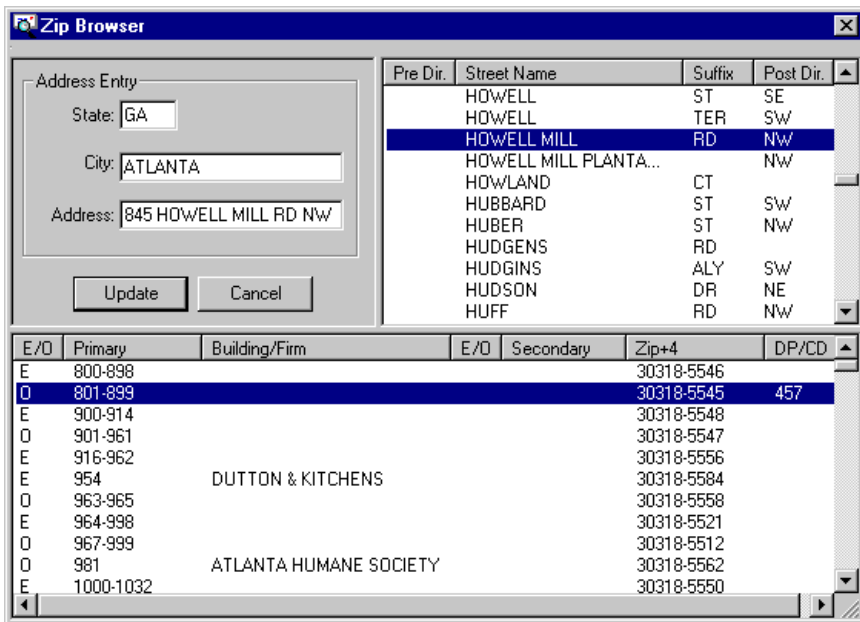 Zip Browser
Address Entry
State: GA
City: ATLANTA
Address: 845 HOWELL MILL RD NW
Update Cancel
Pre Dir. Street Name Suffix Post Dir.
HOWELL ST SE
HOWELL TER SW
HOWELL MILL RD NW
HOWELL MILL PLANTA... NW
HOWLAND CT
HUBBARD ST SW
HUBER ST NW
HUDGENS RD
HUDGINS ALY SW
HUDSON DR NE
HUFF RD NW
E/O Primary Building/Firm E/O Secondary Zip+4 DP/CD
E 800-898 30318-5546
O 801-899 30318-5545 457
E 900-914 30318-5548
O 901-961 30318-5547
E 916-962 30318-5556
E 954 DUTTON & KITCHENS 30318-5584
O 963-965 30318-5558
E 964-998 30318-5521
O 967-999 30318-5512
O 981 ATLANTA HUMANE SOCIETY 30318-5562
E 1000-1032 30318-5550